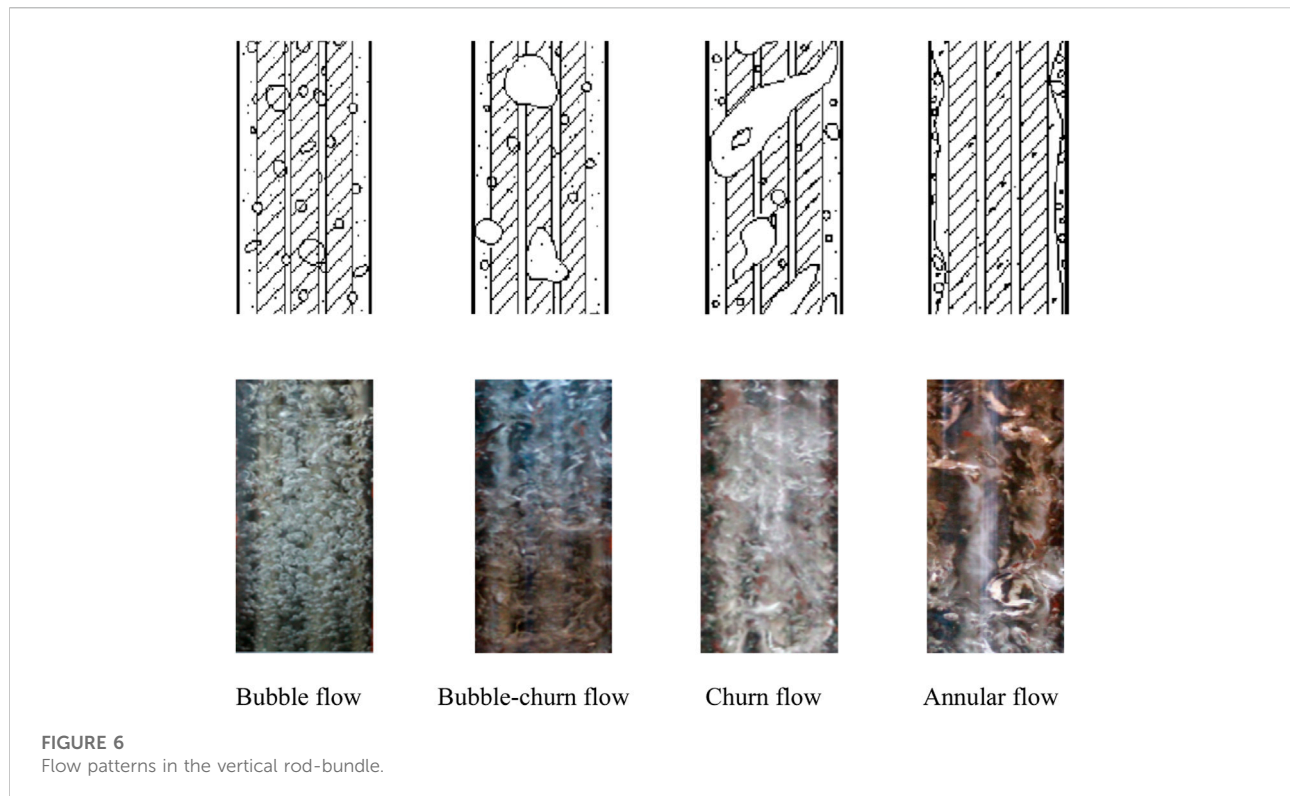 Bubble flow
Bubble-churn flow
Churn flow
Annular flow
FIGURE 6
Flow patterns in the vertical rod-bundle.